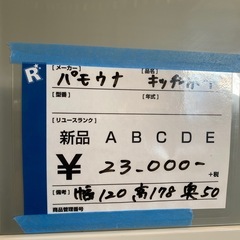 R
メーカー 品名
パモウナ キッチンボード
型番 年式
リユースランク
新品 A B C D E
¥ 23.000-
+税
備考 幅120 高178 奥50
商品管理番号